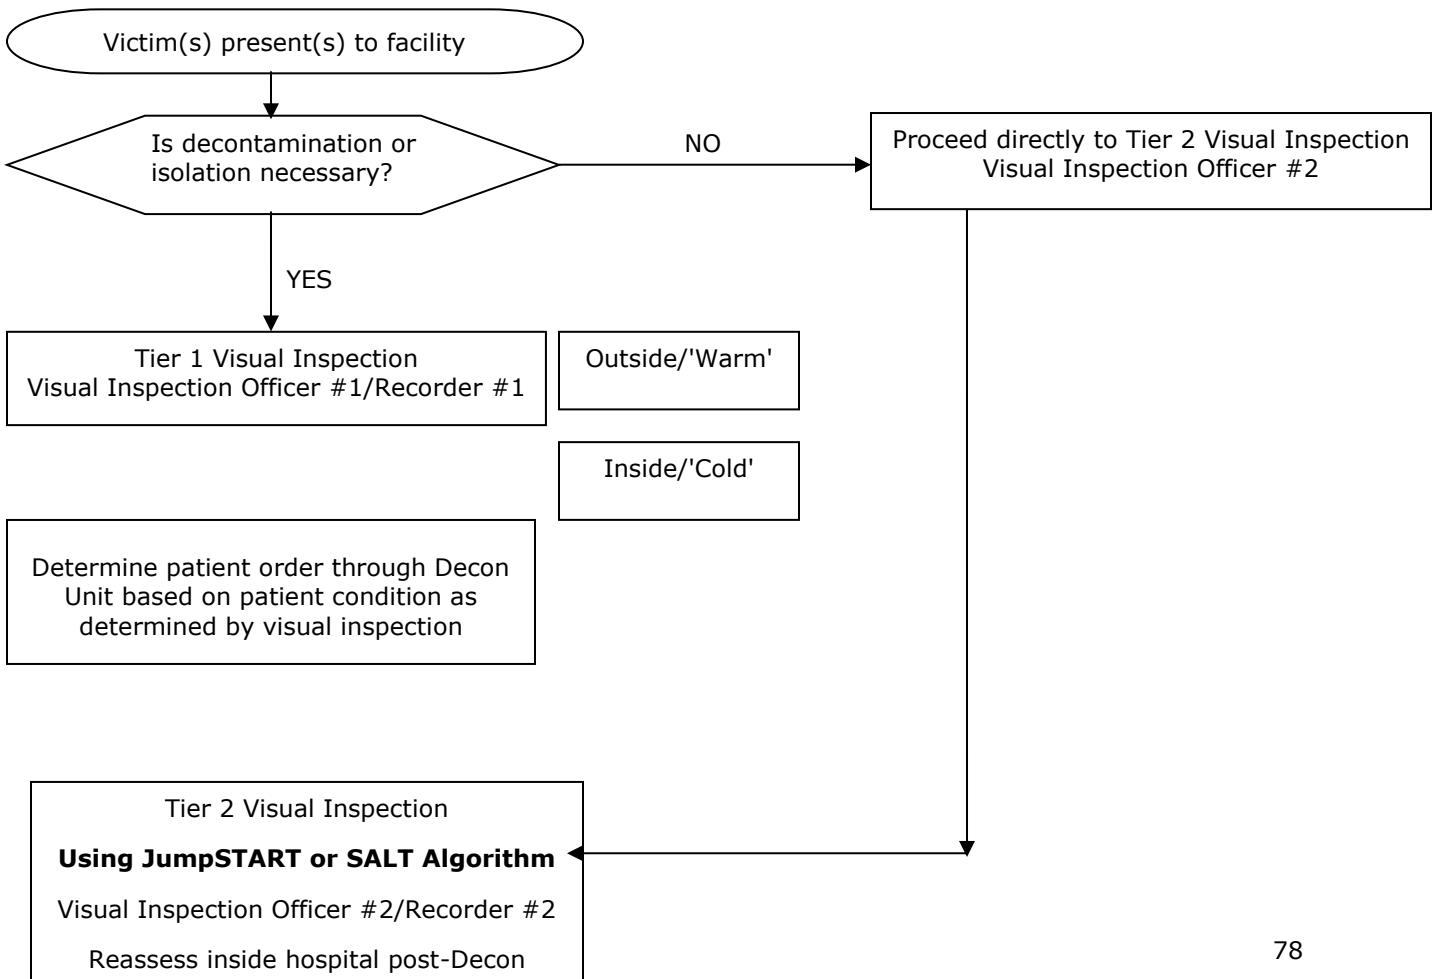 Victim(s) present(s) to facility
Is decontamination or
isolation necessary?
NO
Proceed directly to Tier 2 Visual Inspection
Visual Inspection Officer #2
YES
Tier 1 Visual Inspection
Visual Inspection Officer #1/Recorder #1
Outside/'Warm'
Inside/'Cold'
Determine patient order through Decon
Unit based on patient condition as
determined by visual inspection
Tier 2 Visual Inspection
Using JumpSTART or SALT Algorithm
Visual Inspection Officer #2/Recorder #2
Reassess inside hospital post-Decon
78